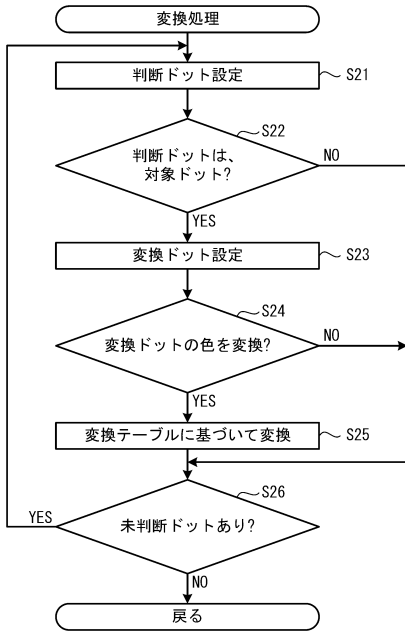 変換処理
判断ドット設定
S21
S22
判断ドットは、
対象ドット?
NO
YES
変換ドット設定
S23
S24
変換ドットの色を変換?
NO
YES
変換テーブルに基づいて変換
S25
S26
未判断ドットあり?
YES
NO
戻る